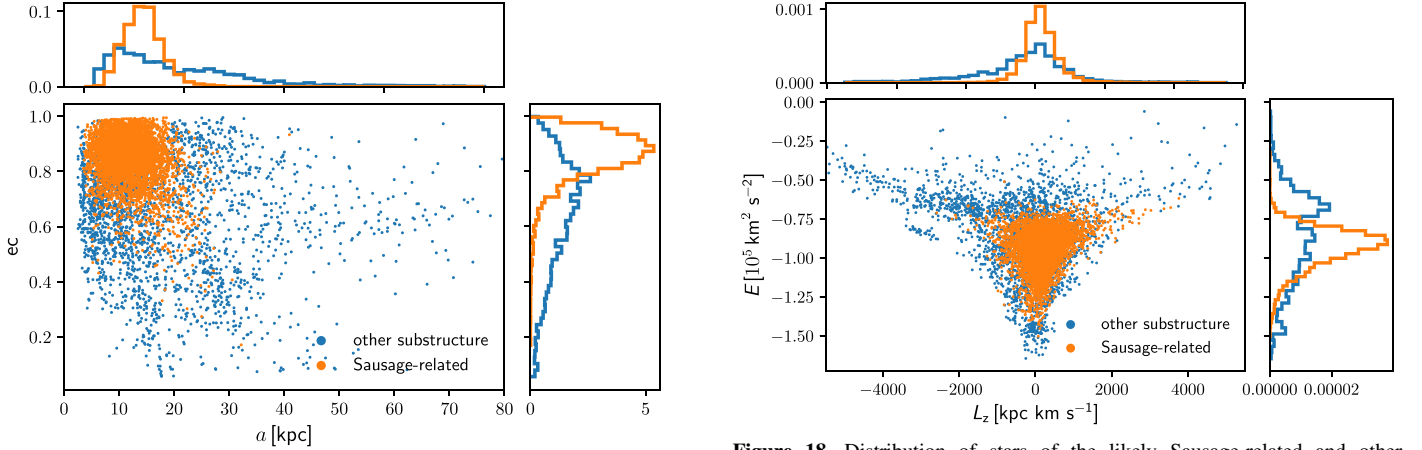 0.1
0.0
1.0
0.8
0.6
0.4
0.2
ec
other substructure
Sausage-related
0 10 20 30 40 50 60 70 80
a [kpc]
0 5
0.001
0.000
0.00
−0.25
−0.50
−0.75
−1.00
−1.25
−1.50
E [10⁵ km² s⁻²]
other substructure
Sausage-related
−4000 −2000 0 2000 4000
L_z [kpc km s⁻¹]
0.00000 0.00002
Figure 18. Distribution of stars of the likely Sausage-related and other